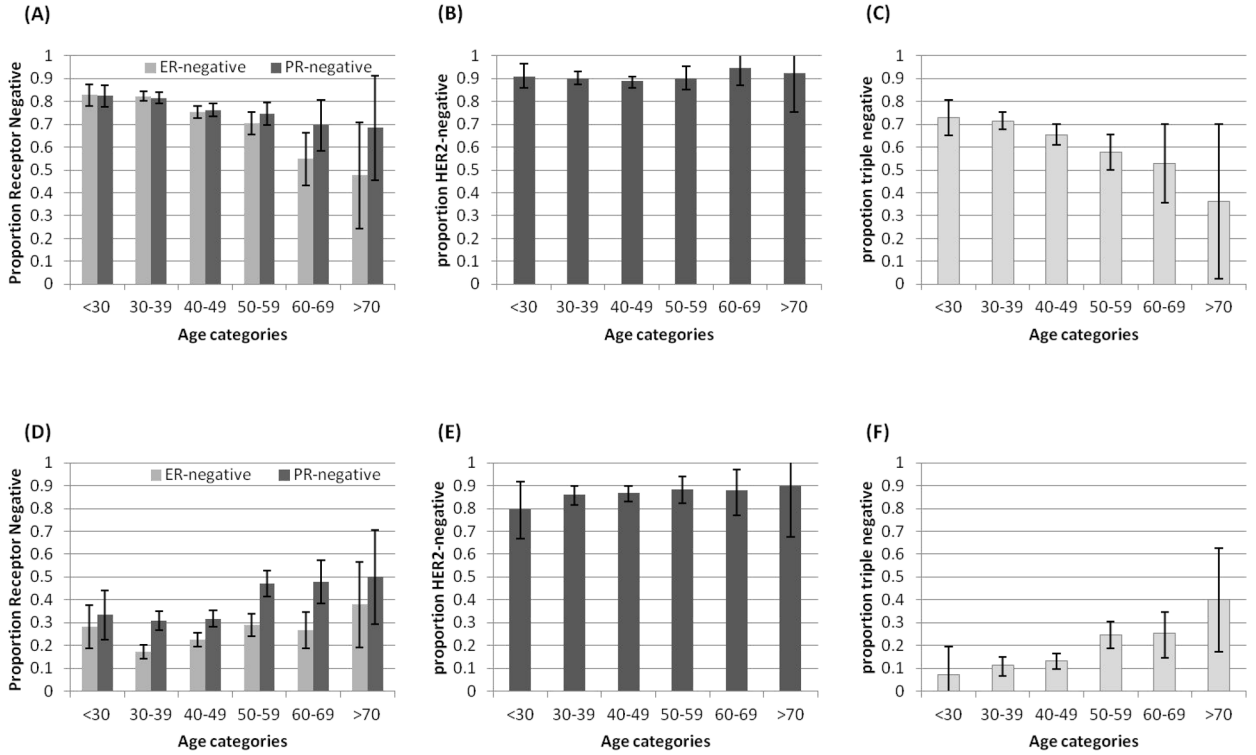 (A)
Proportion Receptor Negative
1
0.9
0.8
0.7
0.6
0.5
0.4
0.3
0.2
0.1
0
ER-negative PR-negative
<30 30-39 40-49 50-59 60-69 >70
Age categories
(B)
proportion HER2-negative
1
0.9
0.8
0.7
0.6
0.5
0.4
0.3
0.2
0.1
0
<30 30-39 40-49 50-59 60-69 >70
Age categories
(C)
propotion triple negative
1
0.9
0.8
0.7
0.6
0.5
0.4
0.3
0.2
0.1
0
<30 30-39 40-49 50-59 60-69 >70
Age categories
(D)
Proportion Receptor Negative
1
0.9
0.8
0.7
0.6
0.5
0.4
0.3
0.2
0.1
0
ER-negative PR-negative
<30 30-39 40-49 50-59 60-69 >70
Age categories
(E)
proportion HER2-negative
1
0.9
0.8
0.7
0.6
0.5
0.4
0.3
0.2
0.1
0
<30 30-39 40-49 50-59 60-69 >70
Age categories
(F)
proportion triple negative
1
0.9
0.8
0.7
0.6
0.5
0.4
0.3
0.2
0.1
0
<30 30-39 40-49 50-59 60-69 >70
Age categories